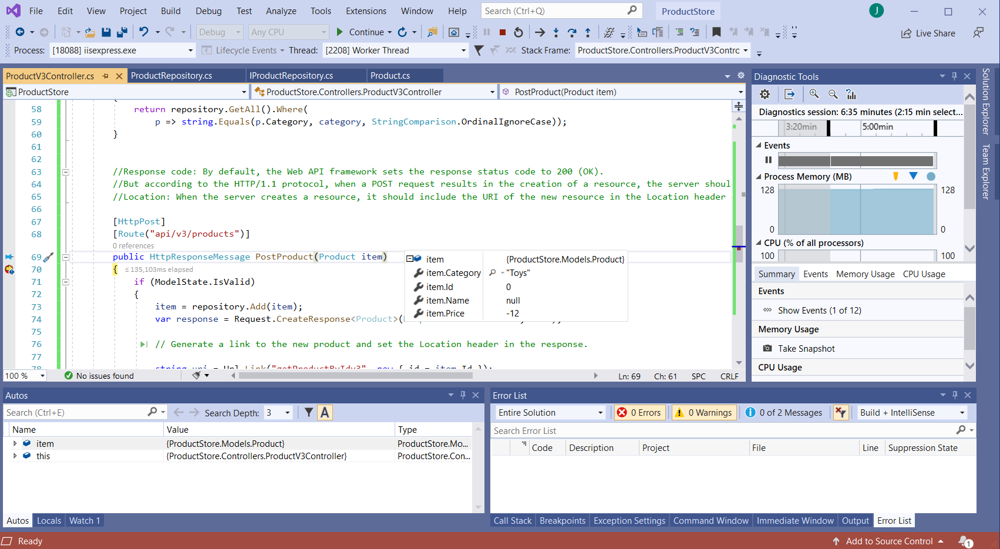 File Edit View Project Build Debug Test Analyze Tools Extensions Window Help Search (Ctrl+Q) ProductStore J
Debug Any CPU Continue Live Share
Process: [18088] iisexpress.exe Lifecycle Events Thread: [2208] Worker Thread Stack Frame: ProductStore.Controllers.ProductV3Contro
ProductV3Controller.cs ProductRepository.cs IProductRepository.cs Product.cs
ProductStore ProductStore.Controllers.ProductV3Controller PostProduct(Product item)
58 return repository.GetAll().Where(
59 p => string.Equals(p.Category, category, StringComparison.OrdinalIgnoreCase));
60 }
61
62
63 //Response code: By default, the Web API framework sets the response status code to 200 (OK).
64 //But according to the HTTP/1.1 protocol, when a POST request results in the creation of a resource, the server shoul
65 //Location: When the server creates a resource, it should include the URI of the new resource in the Location header
66
67 [HttpPost]
68 [Route("api/v3/products")]
0 references
69 public HttpResponseMessage PostProduct(Product item)
70 { ≤ 135,103ms elapsed
71 if (ModelState.IsValid)
72 {
73 item = repository.Add(item);
74 var response = Request.CreateResponse<Product>(
75
76 // Generate a link to the new product and set the Location header in the response.
77
78 string uri = Url.Link("getProductByIdv3", new { id = item.Id });
item {ProductStore.Models.Product}
item.Category "Toys"
item.Id 0
item.Name null
item.Price -12
100 % No issues found Ln: 69 Ch: 61 SPC CRLF
Diagnostic Tools
Diagnostics session: 6:35 minutes (2:15 min select...
3:20min 5:00min
Events
Process Memory (MB)
128 128
0 0
CPU (% of all processors)
100 100
Summary Events Memory Usage CPU Usage
Events
Show Events (1 of 12)
Memory Usage
Take Snapshot
CPU Usage
Solution Explorer
Team Explorer
Autos
Search (Ctrl+E) Search Depth: 3 A
Name Value Type
item {ProductStore.Models.Product} ProductStore.Mo...
this {ProductStore.Controllers.ProductV3Controller} ProductStore.Con...
Autos Locals Watch 1
Error List
Entire Solution 0 Errors 0 Warnings 0 of 2 Messages Build + IntelliSense
Search Error List
Code Description Project File Line Suppression State
Call Stack Breakpoints Exception Settings Command Window Immediate Window Output Error List
Ready Add to Source Control 1